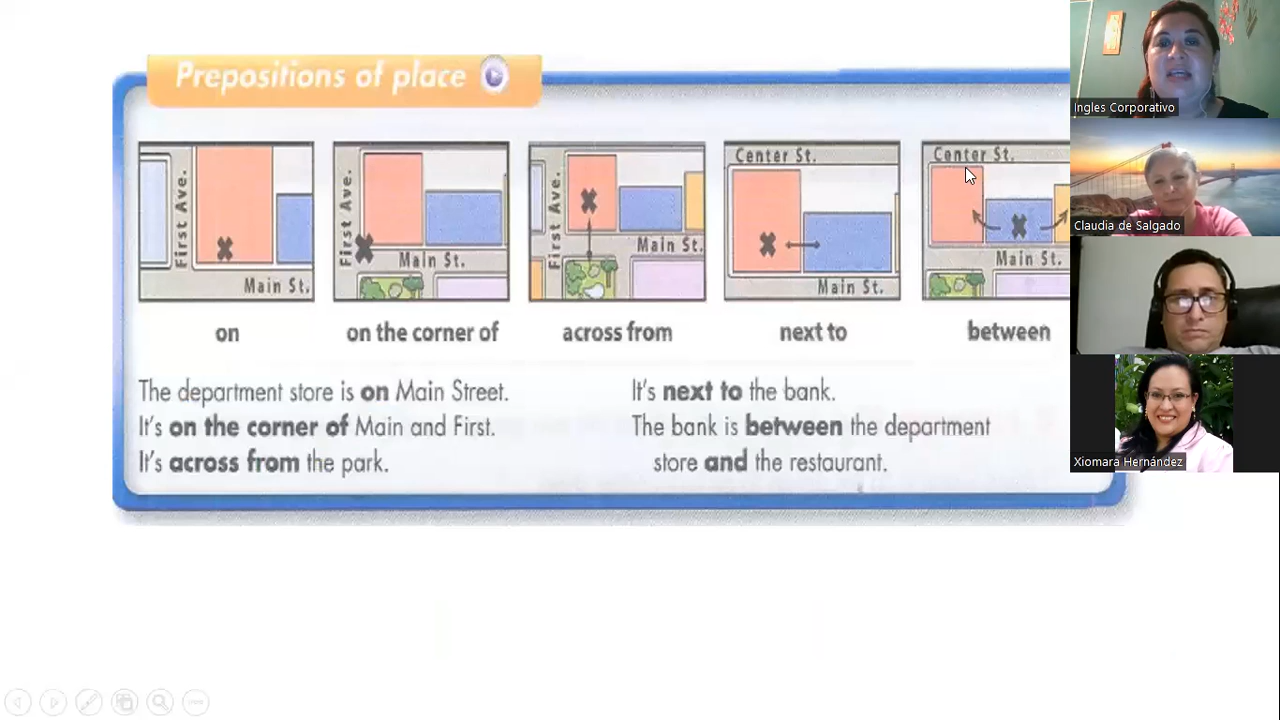 Prepositions of place
First Ave.
Main St.
First Ave.
Main St.
First Ave.
Main St.
Center St.
Main St.
Center St.
Main St.
on
on the corner of
across from
next to
between
The department store is on Main Street.
It's on the corner of Main and First.
It's across from the park.
It's next to the bank.
The bank is between the department
store and the restaurant.
Ingles Corporativo
Claudia de Salgado
Xiomara Hernández